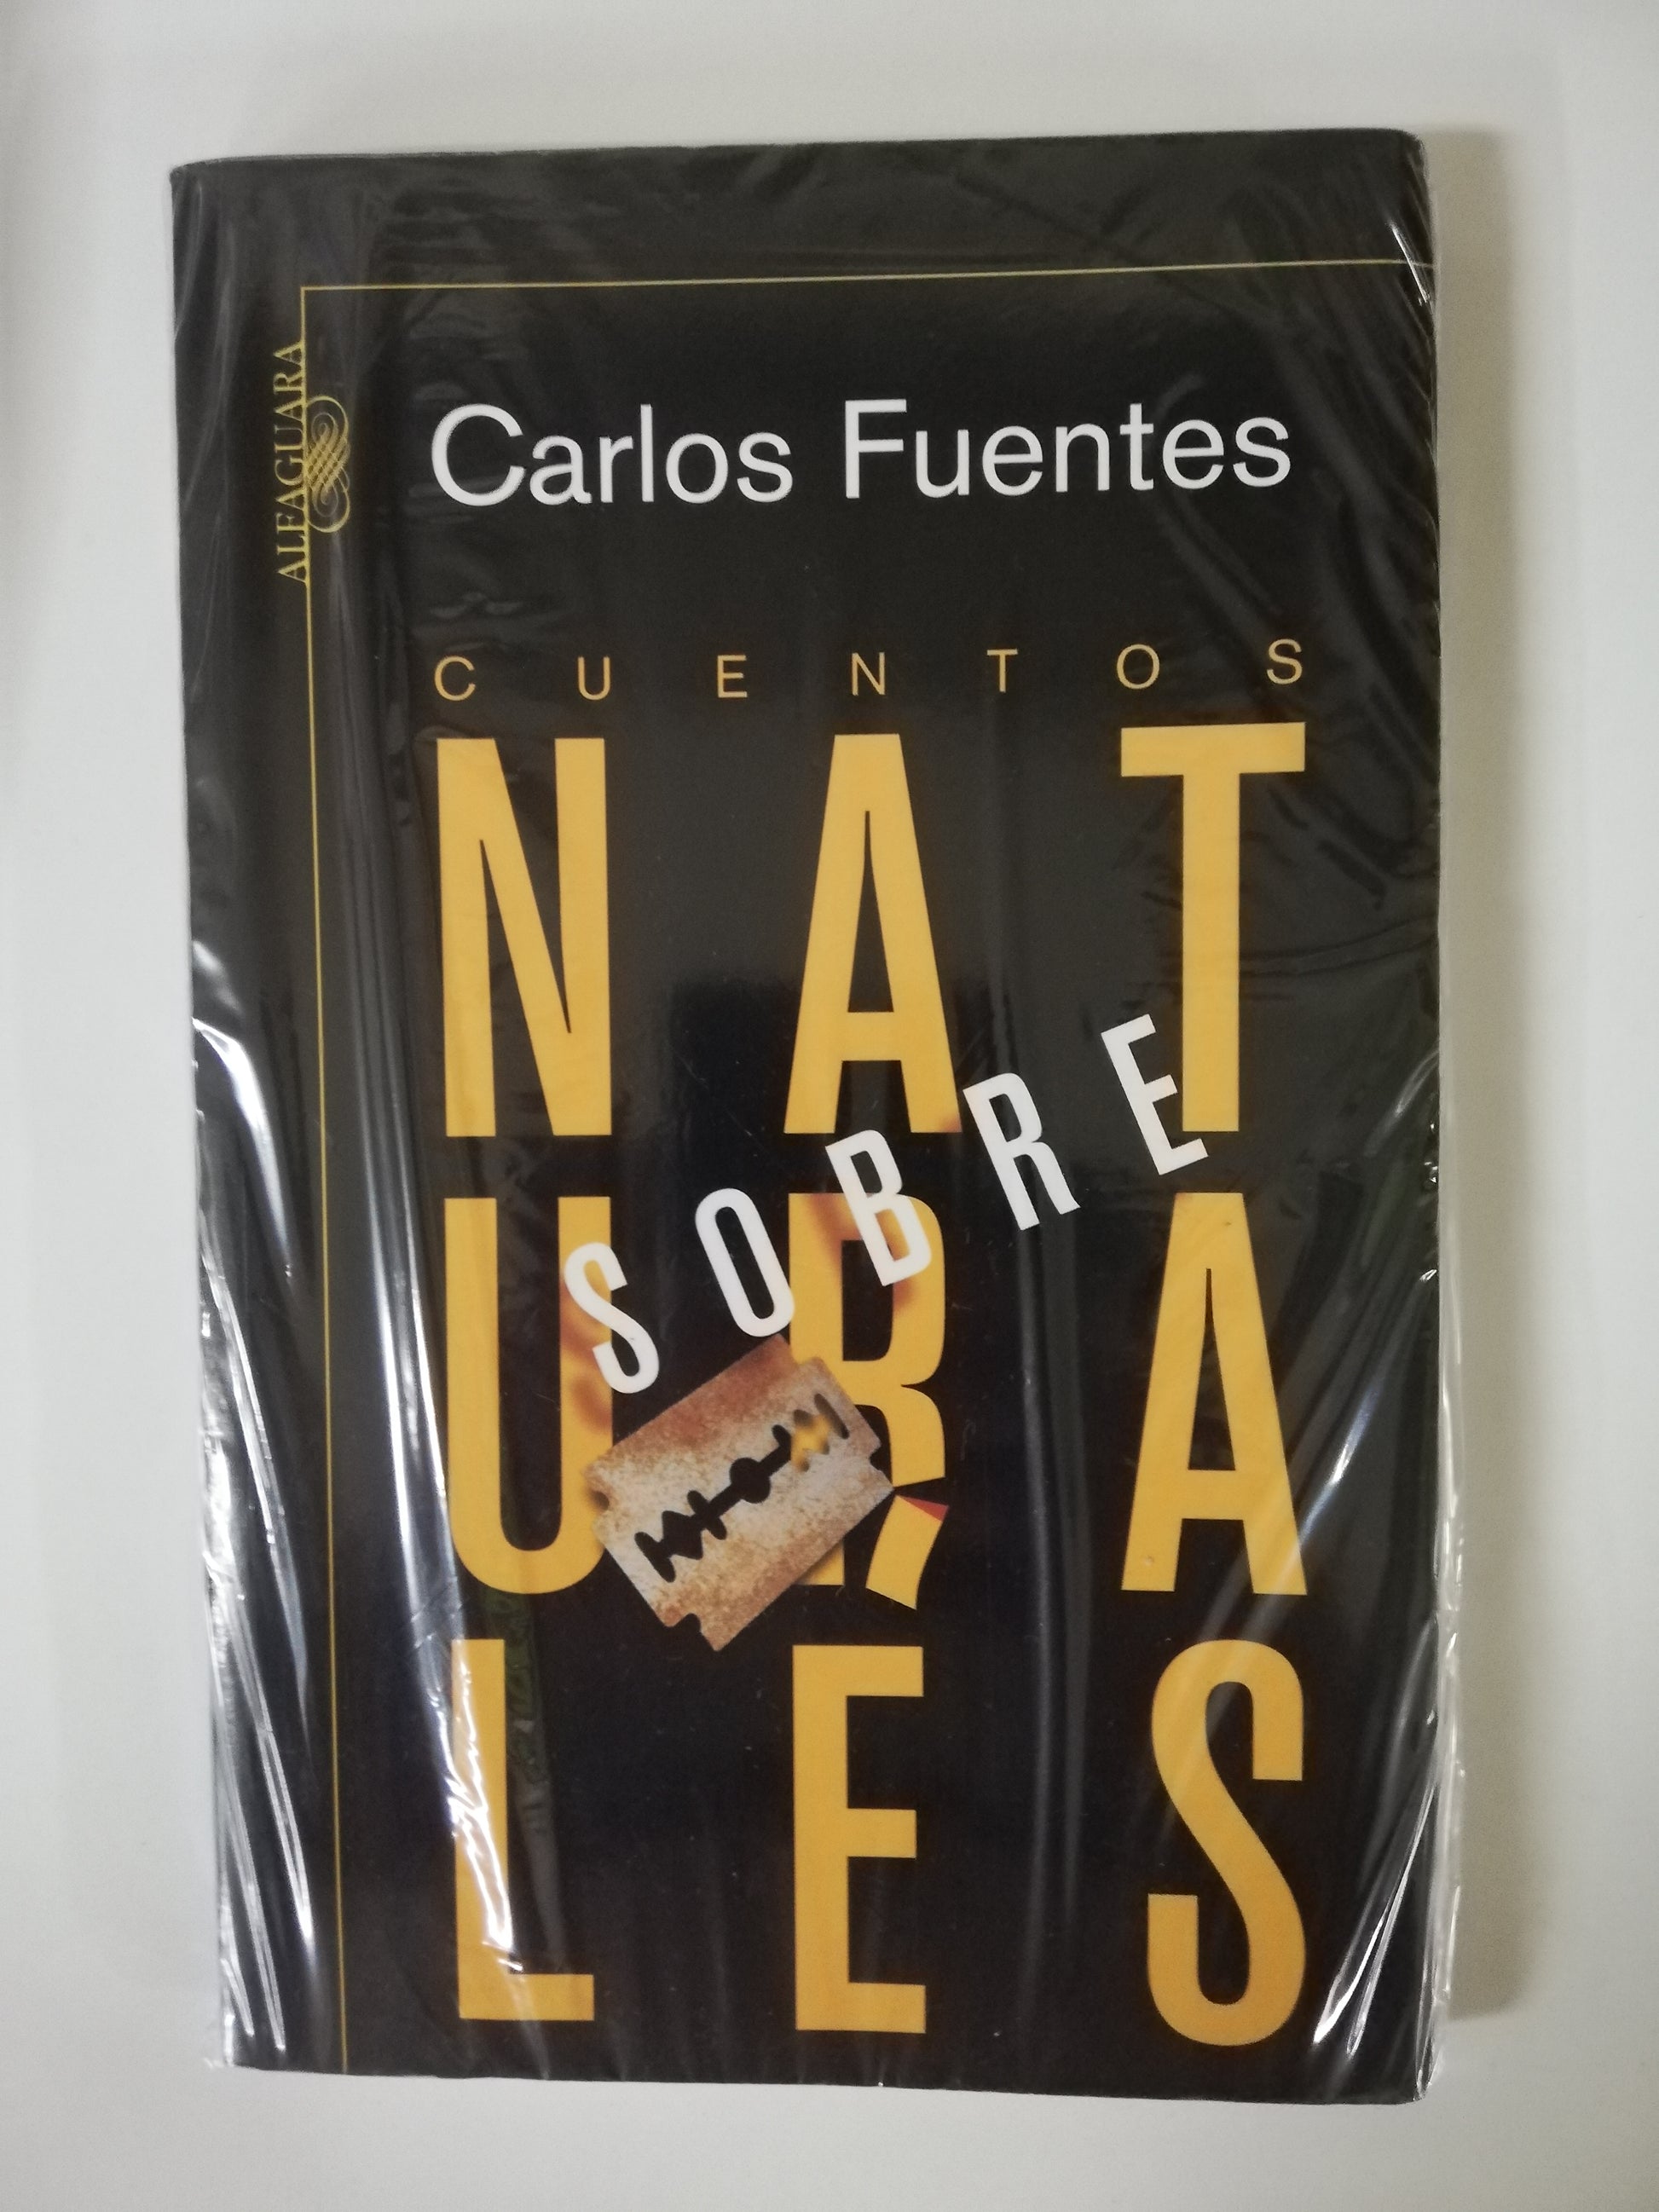 ALFAGUARA
Carlos Fuentes
CUENTOS
NAT
SOBRE
URA
LES